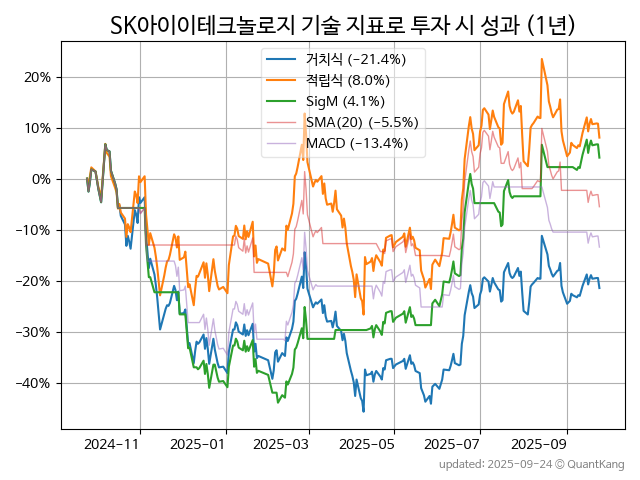 SK아이이테크놀로지 기술 지표로 투자 시 성과 (1년)
거치식 (−21.4%)
적립식 (8.0%)
SigM (4.1%)
SMA(20) (−5.5%)
MACD (−13.4%)
20%
10%
0%
−10%
−20%
−30%
−40%
2024-11 2025-01 2025-03 2025-05 2025-07 2025-09
updated: 2025-09-24 © QuantKang